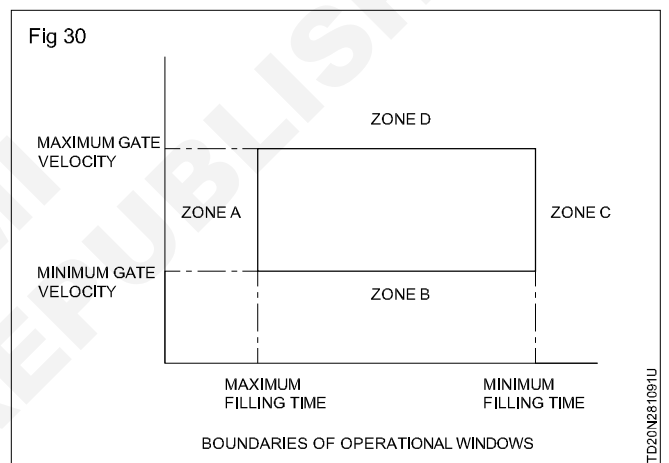 Fig 30
ZONE D
MAXIMUM GATE
VELOCITY
ZONE A
ZONE C
MINIMUM GATE
VELOCITY
ZONE B
MAXIMUM
FILLING TIME
MINIMUM
FILLING TIME
BOUNDARIES OF OPERATIONAL WINDOWS
TD20N281091U